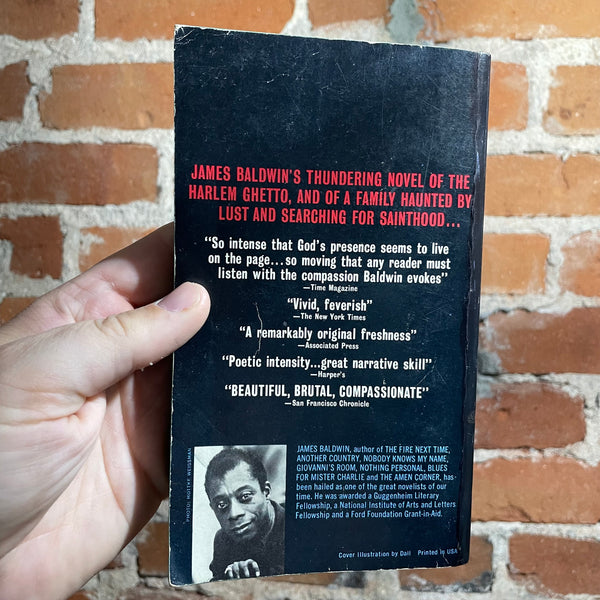 JAMES BALDWIN'S THUNDERING NOVEL OF THE
HARLEM GHETTO, AND OF A FAMILY HAUNTED BY
LUST AND SEARCHING FOR SAINTHOOD...
"So intense that God's presence seems to live
on the page...so moving that any reader must
listen with the compassion Baldwin evokes"
—Time Magazine
"Vivid, feverish"
—The New York Times
"A remarkably original freshness"
—Associated Press
"Poetic intensity...great narrative skill"
—Harper's
"BEAUTIFUL, BRUTAL, COMPASSIONATE"
—San Francisco Chronicle
PHOTO: MOTTKE WEISSMAN
JAMES BALDWIN, author of THE FIRE NEXT TIME,
ANOTHER COUNTRY, NOBODY KNOWS MY NAME,
GIOVANNI'S ROOM, NOTHING PERSONAL, BLUES
FOR MISTER CHARLIE and THE AMEN CORNER, has
been hailed as one of the great novelists of our
time. He was awarded a Guggenheim Literary
Fellowship, a National Institute of Arts and Letters
Fellowship and a Ford Foundation Grant-in-Aid.
Cover Illustration by Dali Printed in USA